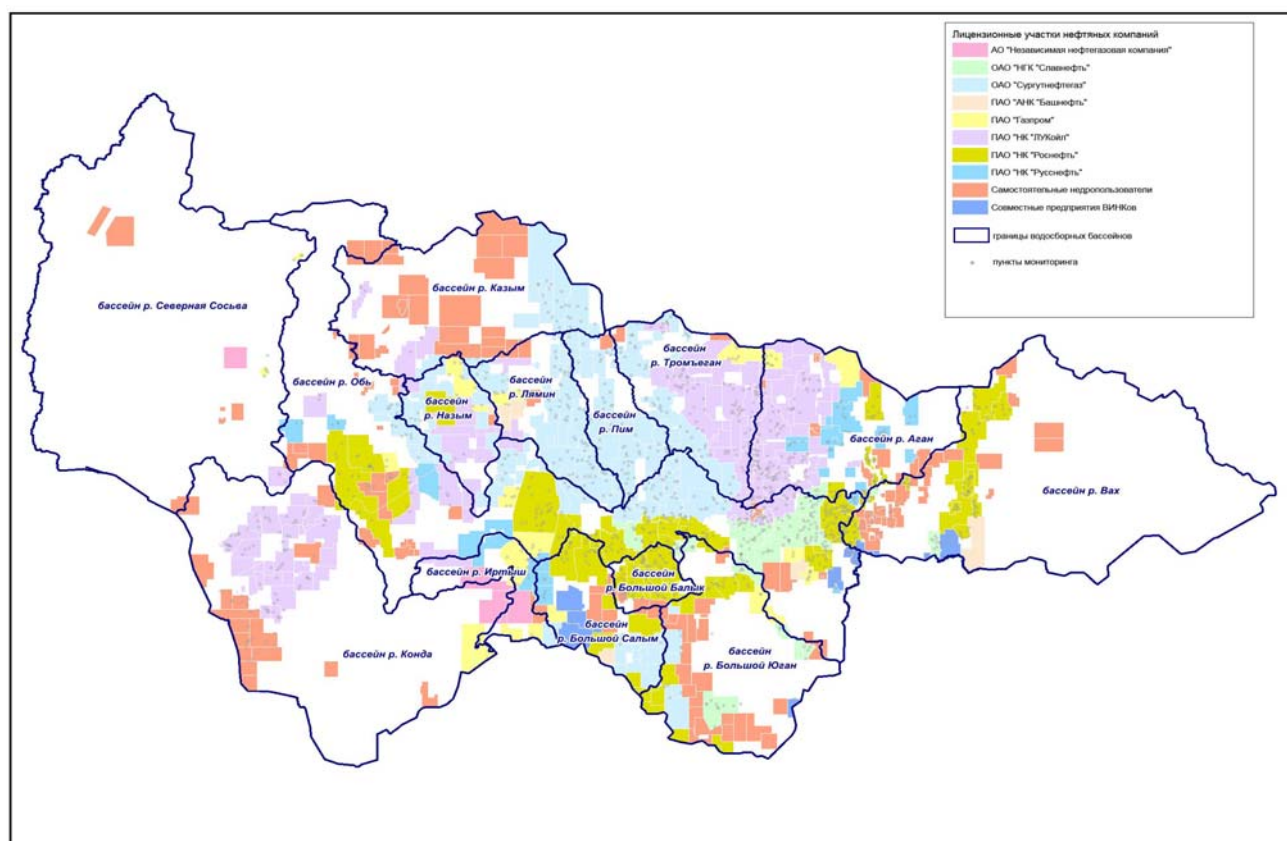 Лицензионные участки нефтяных компаний
АО "Независимая нефтегазовая компания"
ОАО "НГК "Славнефть"
ОАО "Сургутнефтегаз"
ПАО "АНК "Башнефть"
ПАО "Газпром"
ПАО "НК "ЛУКойл"
ПАО "НК "Роснефть"
ПАО "НК "Русснефть"
Самостоятельные недропользователи
Совместные предприятия ВИНКов
границы водосборных бассейнов
пункты мониторинга
бассейн р. Казым
бассейн р. Северная Сосьва
бассейн
р. Тромъеган
бассейн р. Обь
бассейн
р. Лямин
бассейн
р. Назым
бассейн
р. Пим
бассейн р. Аган
бассейн р. Вах
бассейн р. Иртыш
бассейн
р. Большой Балык
бассейн
р. Большой Салым
бассейн р. Конда
бассейн
р. Большой Юган